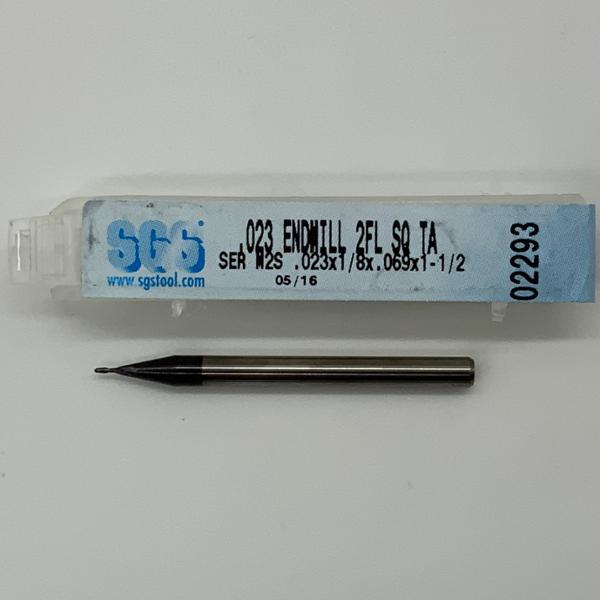 SGS
www.sgstool.com
.023 ENDMILL 2FL SQ TA
SER M2S .023x1/8x.069x1-1/2
05/16
02293